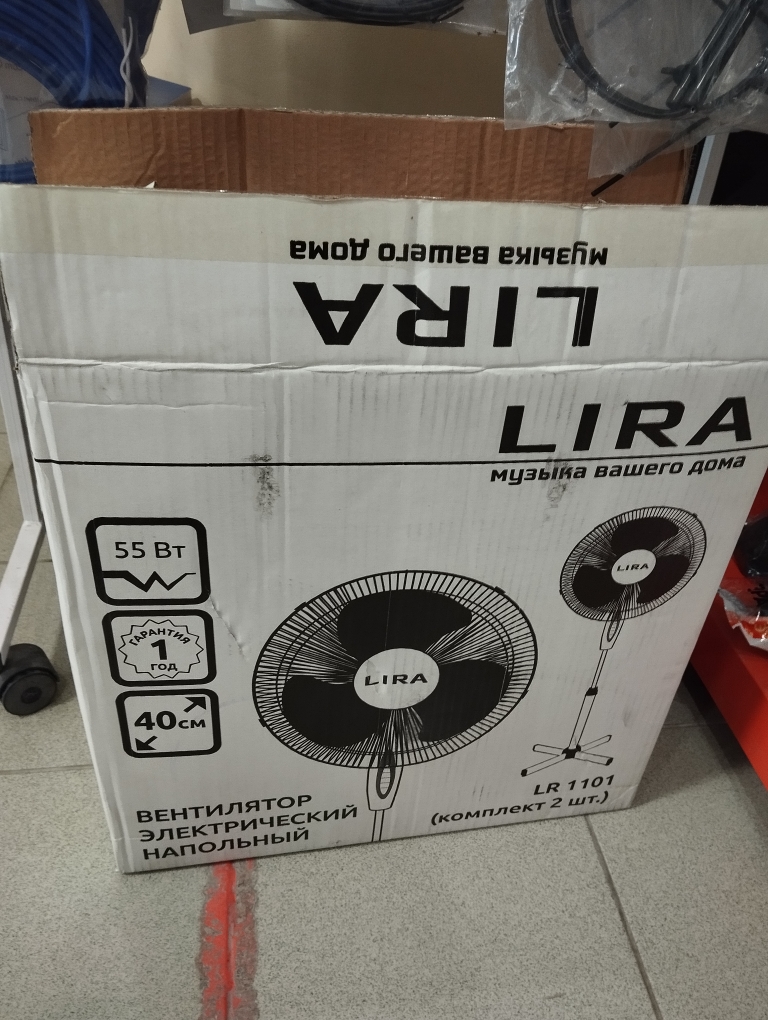 музыка вашего дома
LIRA
LIRA
музыка вашего дома
55 Вт
ГАРАНТИЯ
1
ГОД
40см
LIRA
LIRA
LR 1101
(комплект 2 шт.)
ВЕНТИЛЯТОР
ЭЛЕКТРИЧЕСКИЙ
НАПОЛЬНЫЙ